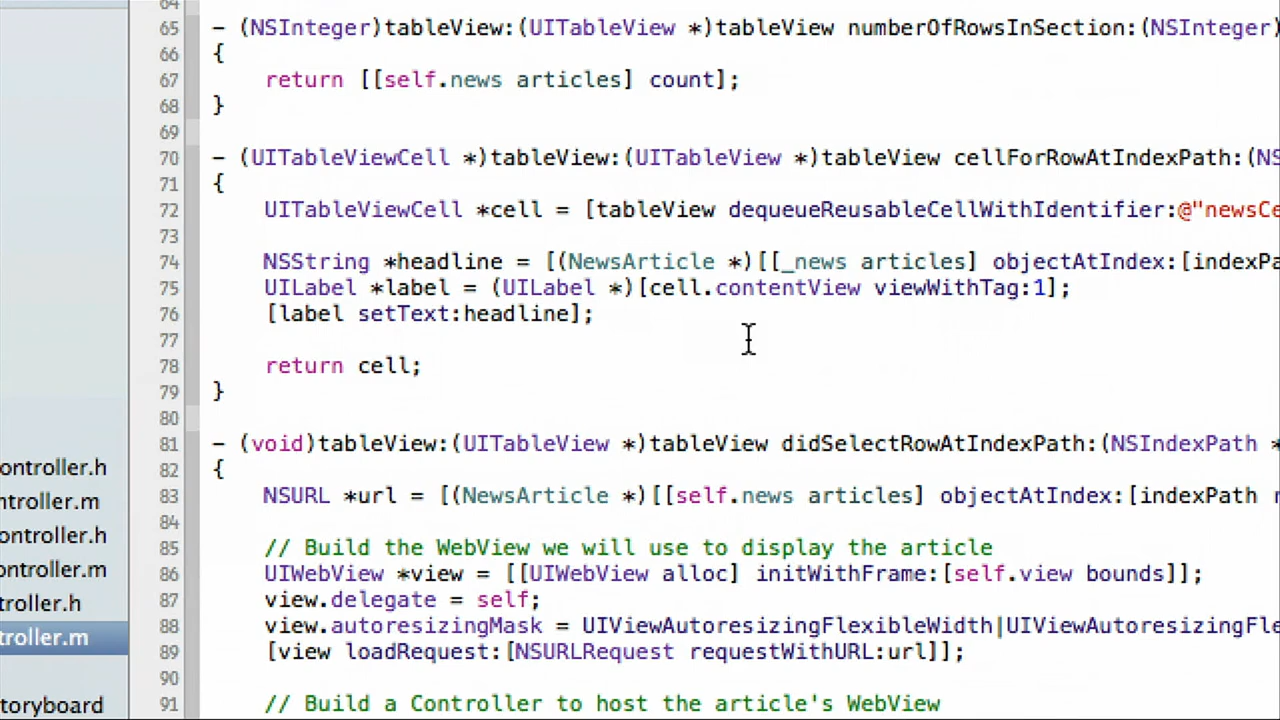 64
65 - (NSInteger)tableView:(UITableView *)tableView numberOfRowsInSection:(NSInteger)
66 {
67 return [[self.news articles] count];
68 }
69
70 - (UITableViewCell *)tableView:(UITableView *)tableView cellForRowAtIndexPath:(NS
71 {
72 UITableViewCell *cell = [tableView dequeueReusableCellWithIdentifier:@"newsCe
73
74 NSString *headline = [(NewsArticle *)[[_news articles] objectAtIndex:[indexPa
75 UILabel *label = (UILabel *)[cell.contentView viewWithTag:1];
76 [label setText:headline];
77
78 return cell;
79 }
80
81 - (void)tableView:(UITableView *)tableView didSelectRowAtIndexPath:(NSIndexPath *
82 {
83 NSURL *url = [(NewsArticle *)[[self.news articles] objectAtIndex:[indexPath r
84
85 // Build the WebView we will use to display the article
86 UIWebView *view = [[UIWebView alloc] initWithFrame:[self.view bounds]];
87 view.delegate = self;
88 view.autoresizingMask = UIViewAutoresizingFlexibleWidth|UIViewAutoresizingFle
89 [view loadRequest:[NSURLRequest requestWithURL:url]];
90
91 // Build a Controller to host the article's WebView
ontroller.h
ntroller.m
ontroller.h
ontroller.m
troller.h
troller.m
toryboard